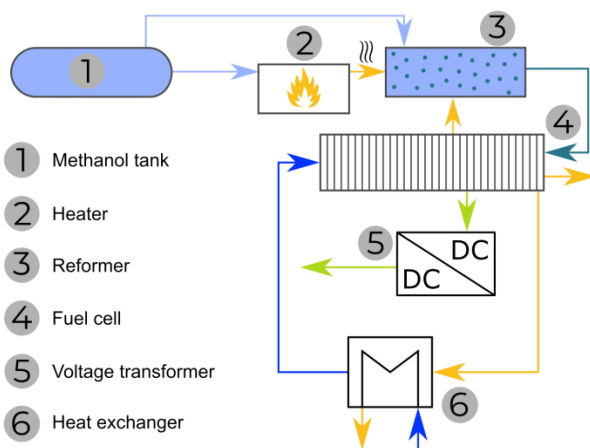 1
2
3
4
5
DC
DC
6
1 Methanol tank
2 Heater
3 Reformer
4 Fuel cell
5 Voltage transformer
6 Heat exchanger